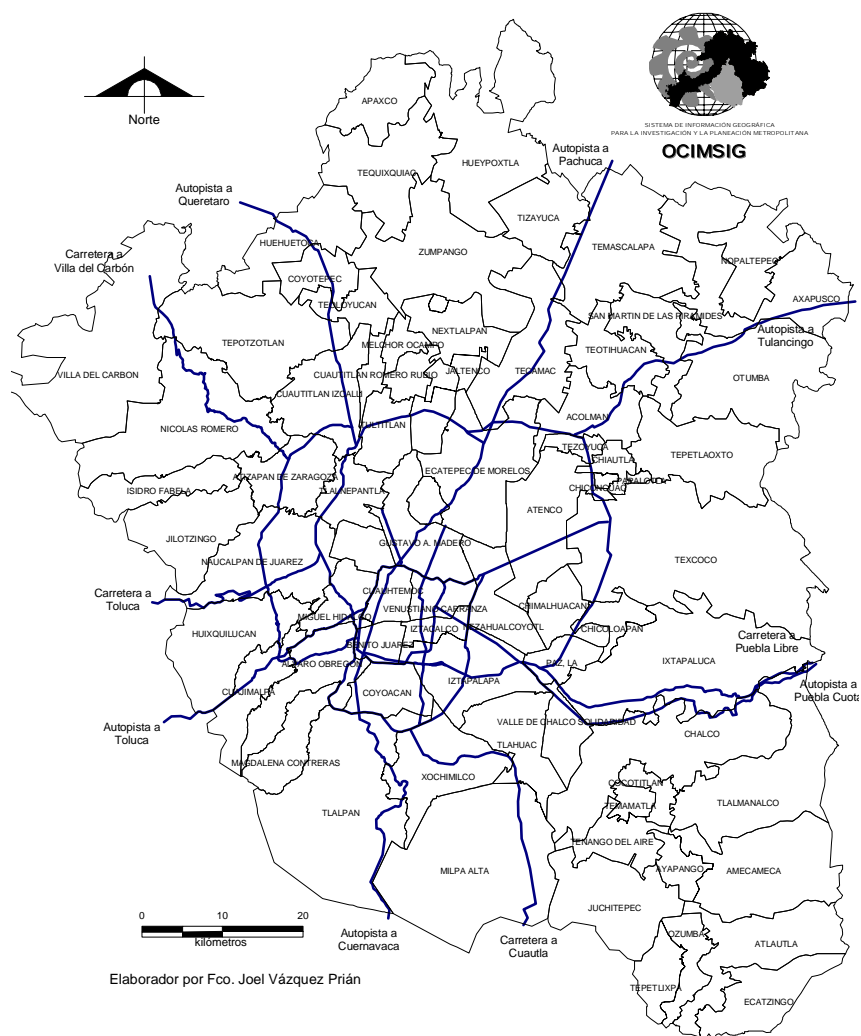 SISTEMA DE INFORMACIÓN GEOGRÁFICA
PARA LA INVESTIGACIÓN Y LA PLANEACIÓN METROPOLITANA
OCIMSIG
Norte
APAXCO
Autopista a
Pachuca
HUEYPOXTLA
TEQUIXQUIAC
Autopista a
Queretaro
TIZAYUCA
HUEHUETOCA
ZUMPANGO
TEMASCALAPA
Carretera a
Villa del Carbón
NOPALTEPEC
COYOTEPEC
AXAPUSCO
TEOLOYUCAN
SAN MARTIN DE LAS PIRAMIDES
Autopista a
Tulancingo
NEXTLALPAN
TEPOTZOTLAN
MELCHOR OCAMPO
TEOTIHUACAN
VILLA DEL CARBON
CUAUTITLAN ROMERO RUBIO
JALTENCO
TECAMAC
OTUMBA
CUAUTITLAN IZCALLI
ACOLMAN
NICOLAS ROMERO
TULTITLAN
TEZOYUCA
TEPETLAOXTO
CHIAUTLA
ECATEPEC DE MORELOS
ATIZAPAN DE ZARAGOZA
PAPALOTLA
ISIDRO FABELA
TLALNEPANTLA
CHICONCUAC
ATENCO
JILOTZINGO
GUSTAVO A. MADERO
NAUCALPAN DE JUAREZ
TEXCOCO
Carretera a
Toluca
CUAUHTEMOC
VENUSTIANO CARRANZA
CHIMALHUACAN
MIGUEL HIDALGO
IZTACALCO
NEZAHUALCOYOTL
CHICOLOAPAN
HUIXQUILUCAN
BENITO JUAREZ
Carretera a
Puebla Libre
ALVARO OBREGON
PAZ, LA
IXTAPALUCA
IZTAPALAPA
CUAJIMALPA
COYOACAN
Autopista a
Puebla Cuota
Autopista a
Toluca
VALLE DE CHALCO SOLIDARIDAD
CHALCO
TLAHUAC
MAGDALENA CONTRERAS
XOCHIMILCO
COCOTITLAN
TEMAMATLA
TLALMANALCO
TLALPAN
TENANGO DEL AIRE
MILPA ALTA
AYAPANGO
AMECAMECA
JUCHITEPEC
0 10 20
kilómetros
Autopista a
Cuernavaca
Carretera a
Cuautla
OZUMBA
ATLAUTLA
Elaborador por Fco. Joel Vázquez Prián
TEPETLIXPA
ECATZINGO